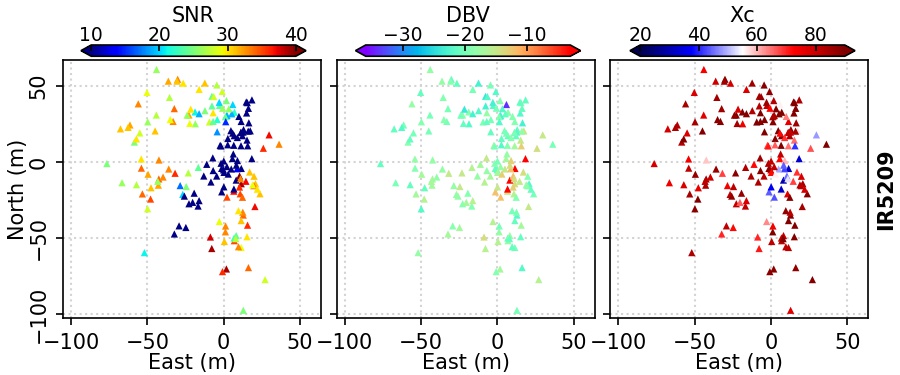 SNR DBV Xc
10 20 30 40 −30 −20 −10 20 40 60 80
50
0
−50
−100
North (m)
−100 −50 0 50 −100 −50 0 50 −100 −50 0 50
East (m) East (m) East (m)
IR5209